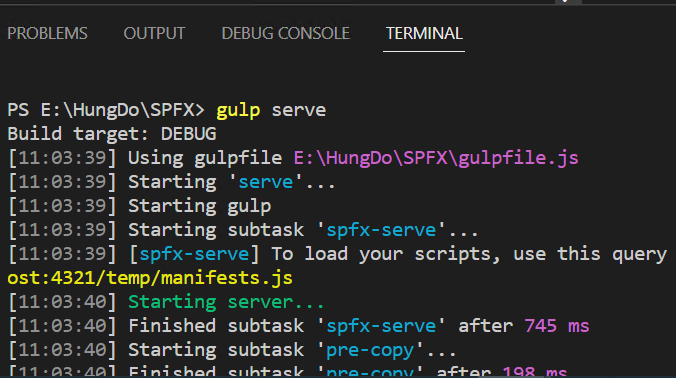 PROBLEMS OUTPUT DEBUG CONSOLE TERMINAL
PS E:\HungDo\SPFX> gulp serve
Build target: DEBUG
[11:03:39] Using gulpfile E:\HungDo\SPFX\gulpfile.js
[11:03:39] Starting 'serve'...
[11:03:39] Starting gulp
[11:03:39] Starting subtask 'spfx-serve'...
[11:03:39] [spfx-serve] To load your scripts, use this query
ost:4321/temp/manifests.js
[11:03:40] Starting server...
[11:03:40] Finished subtask 'spfx-serve' after 745 ms
[11:03:40] Starting subtask 'pre-copy'...
[11:03:40] Finished subtask 'pre-copy' after 198 ms